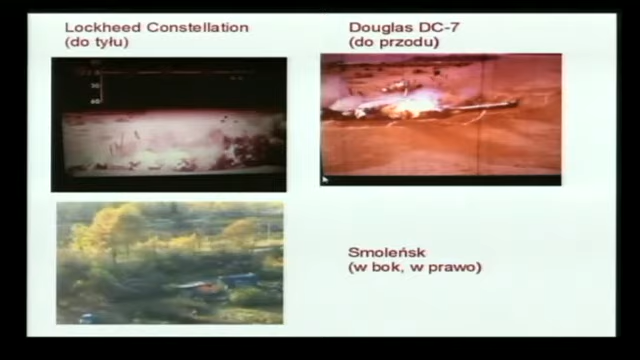 Lockheed Constellation
(do tyłu)
Douglas DC-7
(do przodu)
Smoleńsk
(w bok, w prawo)